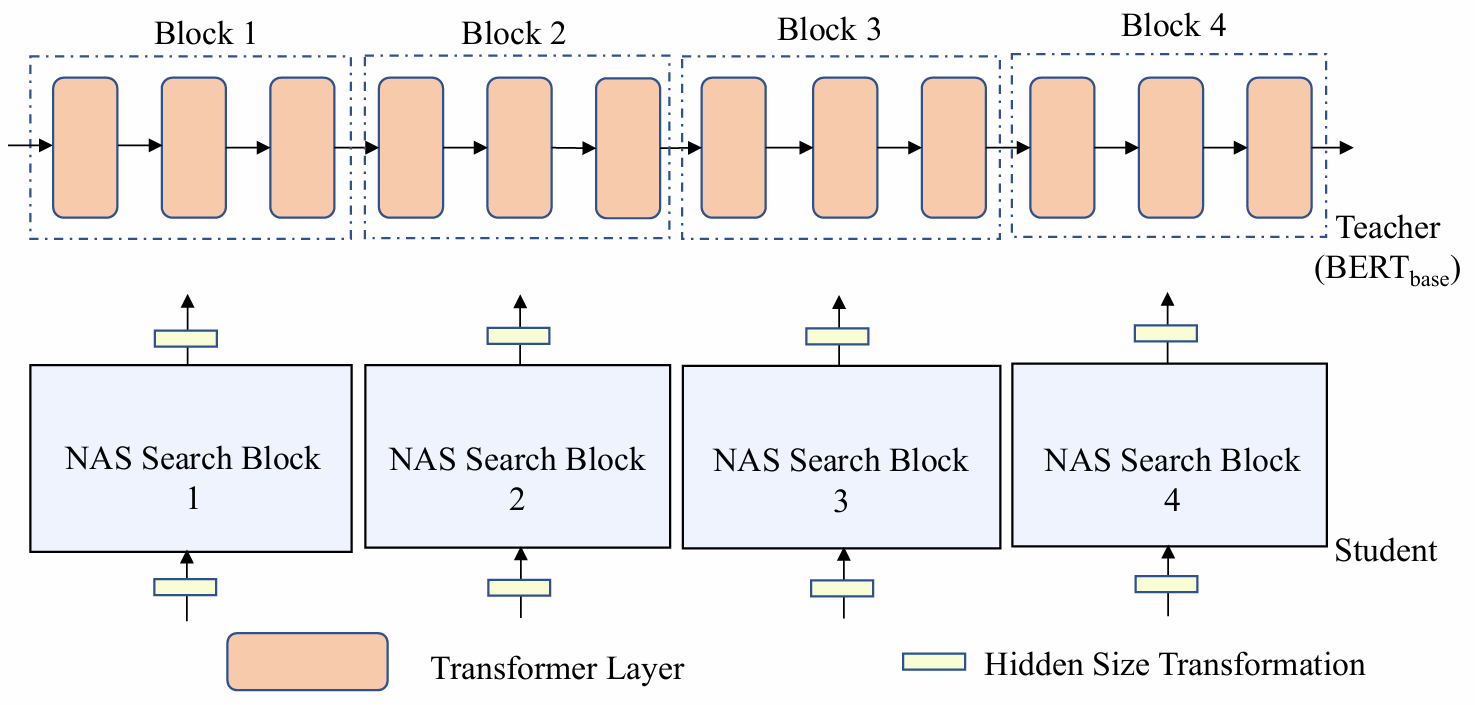 Block 1
Block 2
Block 3
Block 4
Teacher
(BERTbase)
NAS Search Block
1
NAS Search Block
2
NAS Search Block
3
NAS Search Block
4
Student
Transformer Layer
Hidden Size Transformation